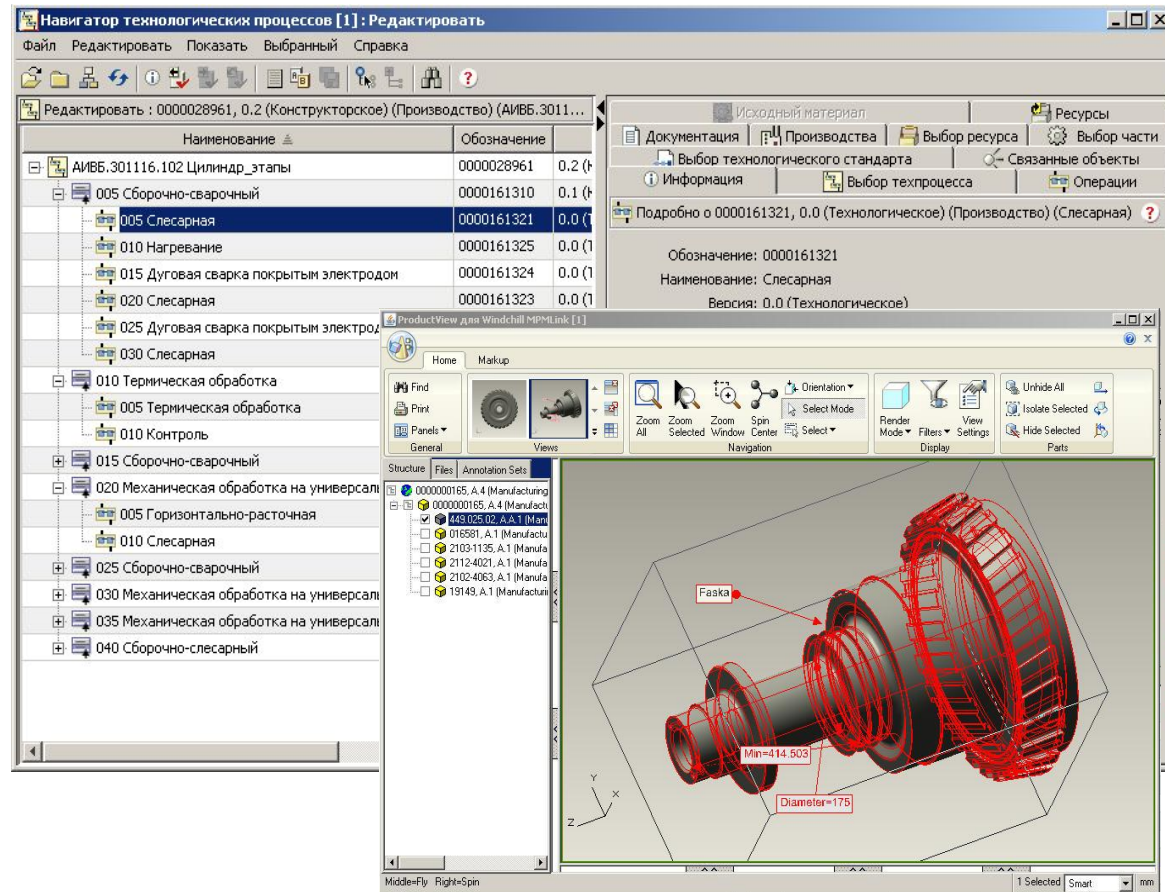 Навигатор технологических процессов [1] : Редактировать
Файл Редактировать Показать Выбранный Справка
Редактировать : 0000028961, 0.2 (Конструкторское) (Производство) (АИВБ.3011...
Наименование Обозначение
АИВБ.301116.102 Цилиндр_этапы 0000028961 0.2 (К
005 Сборочно-сварочный 0000161310 0.1 (К
005 Слесарная 0000161321 0.0 (Т
010 Нагревание 0000161325 0.0 (Т
015 Дуговая сварка покрытым электродом 0000161324 0.0 (Т
020 Слесарная 0000161323 0.0 (Т
025 Дуговая сварка покрытым электрод
030 Слесарная
010 Термическая обработка
005 Термическая обработка
010 Контроль
015 Сборочно-сварочный
020 Механическая обработка на универсаль
005 Горизонтально-расточная
010 Слесарная
025 Сборочно-сварочный
030 Механическая обработка на универсаль
035 Механическая обработка на универсаль
040 Сборочно-слесарный
Исходный материал Ресурсы
Документация Производства Выбор ресурса Выбор части
Выбор технологического стандарта Связанные объекты
Информация Выбор техпроцесса Операции
Подробно о 0000161321, 0.0 (Технологическое) (Производство) (Слесарная)
Обозначение: 0000161321
Наименование: Слесарная
Версия: 0.0 (Технологическое)
ProductView для Windchill MPMLink [1]
Home Markup
Find
Print
Panels
General
Views
Zoom All
Zoom Selected
Zoom Window
Spin Center
Orientation
Select Mode
Select
Navigation
Render Mode
Filters
View Settings
Display
Unhide All
Isolate Selected
Hide Selected
Parts
Structure Files Annotation Sets
0000000165, A.4 (Manufacturing
0000000165, A.4 (Manufactu
449.025.02, A.A.1 (Manu
016581, A.1 (Manufactu
2103-1135, A.1 (Manufa
2112-4021, A.1 (Manufa
2102-4063, A.1 (Manufa
19149, A.1 (Manufacturin
Faska
Min=414.503
Diameter=175
Y
X
Z
Middle=Fly Right=Spin
1 Selected Smart mm